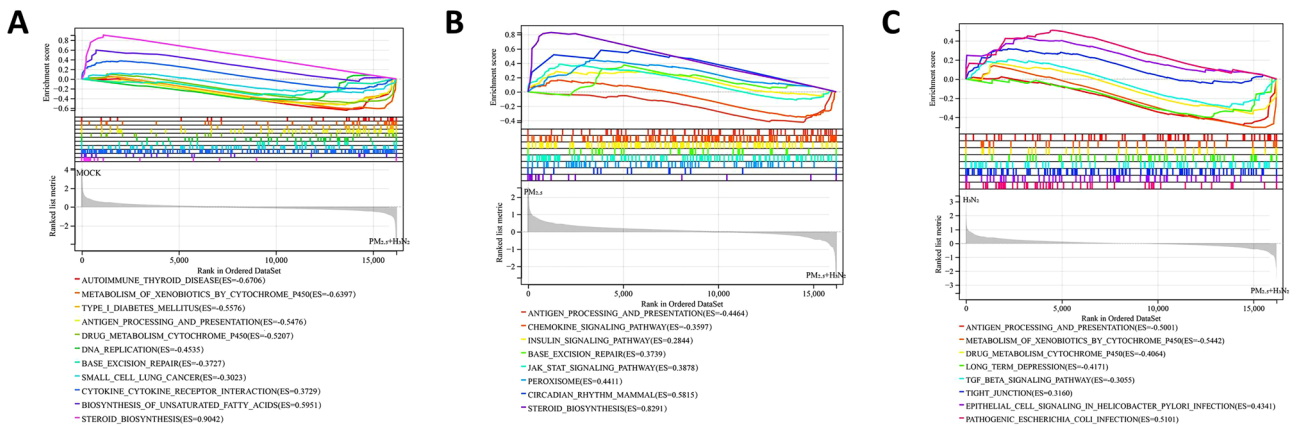 A
Enrichment score
0.8
0.6
0.4
0.2
0.0
−0.2
−0.4
−0.6
MOCK
Ranked list metric
4
2
0
−2
PM₂.₅+H₃N₂
0
5,000
10,000
15,000
Rank in Ordered DataSet
AUTOIMMUNE_THYROID_DISEASE(ES=-0.6706)
METABOLISM_OF_XENOBIOTICS_BY_CYTOCHROME_P450(ES=-0.6397)
TYPE_I_DIABETES_MELLITUS(ES=-0.5576)
ANTIGEN_PROCESSING_AND_PRESENTATION(ES=-0.5476)
DRUG_METABOLISM_CYTOCHROME_P450(ES=-0.5207)
DNA_REPLICATION(ES=-0.4535)
BASE_EXCISION_REPAIR(ES=-0.3727)
SMALL_CELL_LUNG_CANCER(ES=-0.3023)
CYTOKINE_CYTOKINE_RECEPTOR_INTERACTION(ES=0.3729)
BIOSYNTHESIS_OF_UNSATURATED_FATTY_ACIDS(ES=0.5951)
STEROID_BIOSYNTHESIS(ES=0.9042)
B
Enrichment score
0.8
0.6
0.4
0.2
0.0
−0.2
−0.4
PM₂.₅
Ranked list metric
2
1
0
−1
−2
PM₂.₅+H₃N₂
0
5,000
10,000
15,000
Rank in Ordered DataSet
ANTIGEN_PROCESSING_AND_PRESENTATION(ES=-0.4464)
CHEMOKINE_SIGNALING_PATHWAY(ES=-0.3597)
INSULIN_SIGNALING_PATHWAY(ES=0.2844)
BASE_EXCISION_REPAIR(ES=0.3739)
JAK_STAT_SIGNALING_PATHWAY(ES=0.3878)
PEROXISOME(ES=0.4411)
CIRCADIAN_RHYTHM_MAMMAL(ES=0.5815)
STEROID_BIOSYNTHESIS(ES=0.8291)
C
Enrichment score
0.4
0.2
0.0
−0.2
−0.4
H₃N₂
Ranked list metric
3
2
1
0
−1
−2
−3
PM₂.₅+H₃N₂
0
5,000
10,000
15,000
Rank in Ordered DataSet
ANTIGEN_PROCESSING_AND_PRESENTATION(ES=-0.5001)
METABOLISM_OF_XENOBIOTICS_BY_CYTOCHROME_P450(ES=-0.5442)
DRUG_METABOLISM_CYTOCHROME_P450(ES=-0.4064)
LONG_TERM_DEPRESSION(ES=-0.4171)
TGF_BETA_SIGNALING_PATHWAY(ES=-0.3055)
TIGHT_JUNCTION(ES=0.3160)
EPITHELIAL_CELL_SIGNALING_IN_HELICOBACTER_PYLORI_INFECTION(ES=0.4341)
PATHOGENIC_ESCHERICHIA_COLI_INFECTION(ES=0.5101)